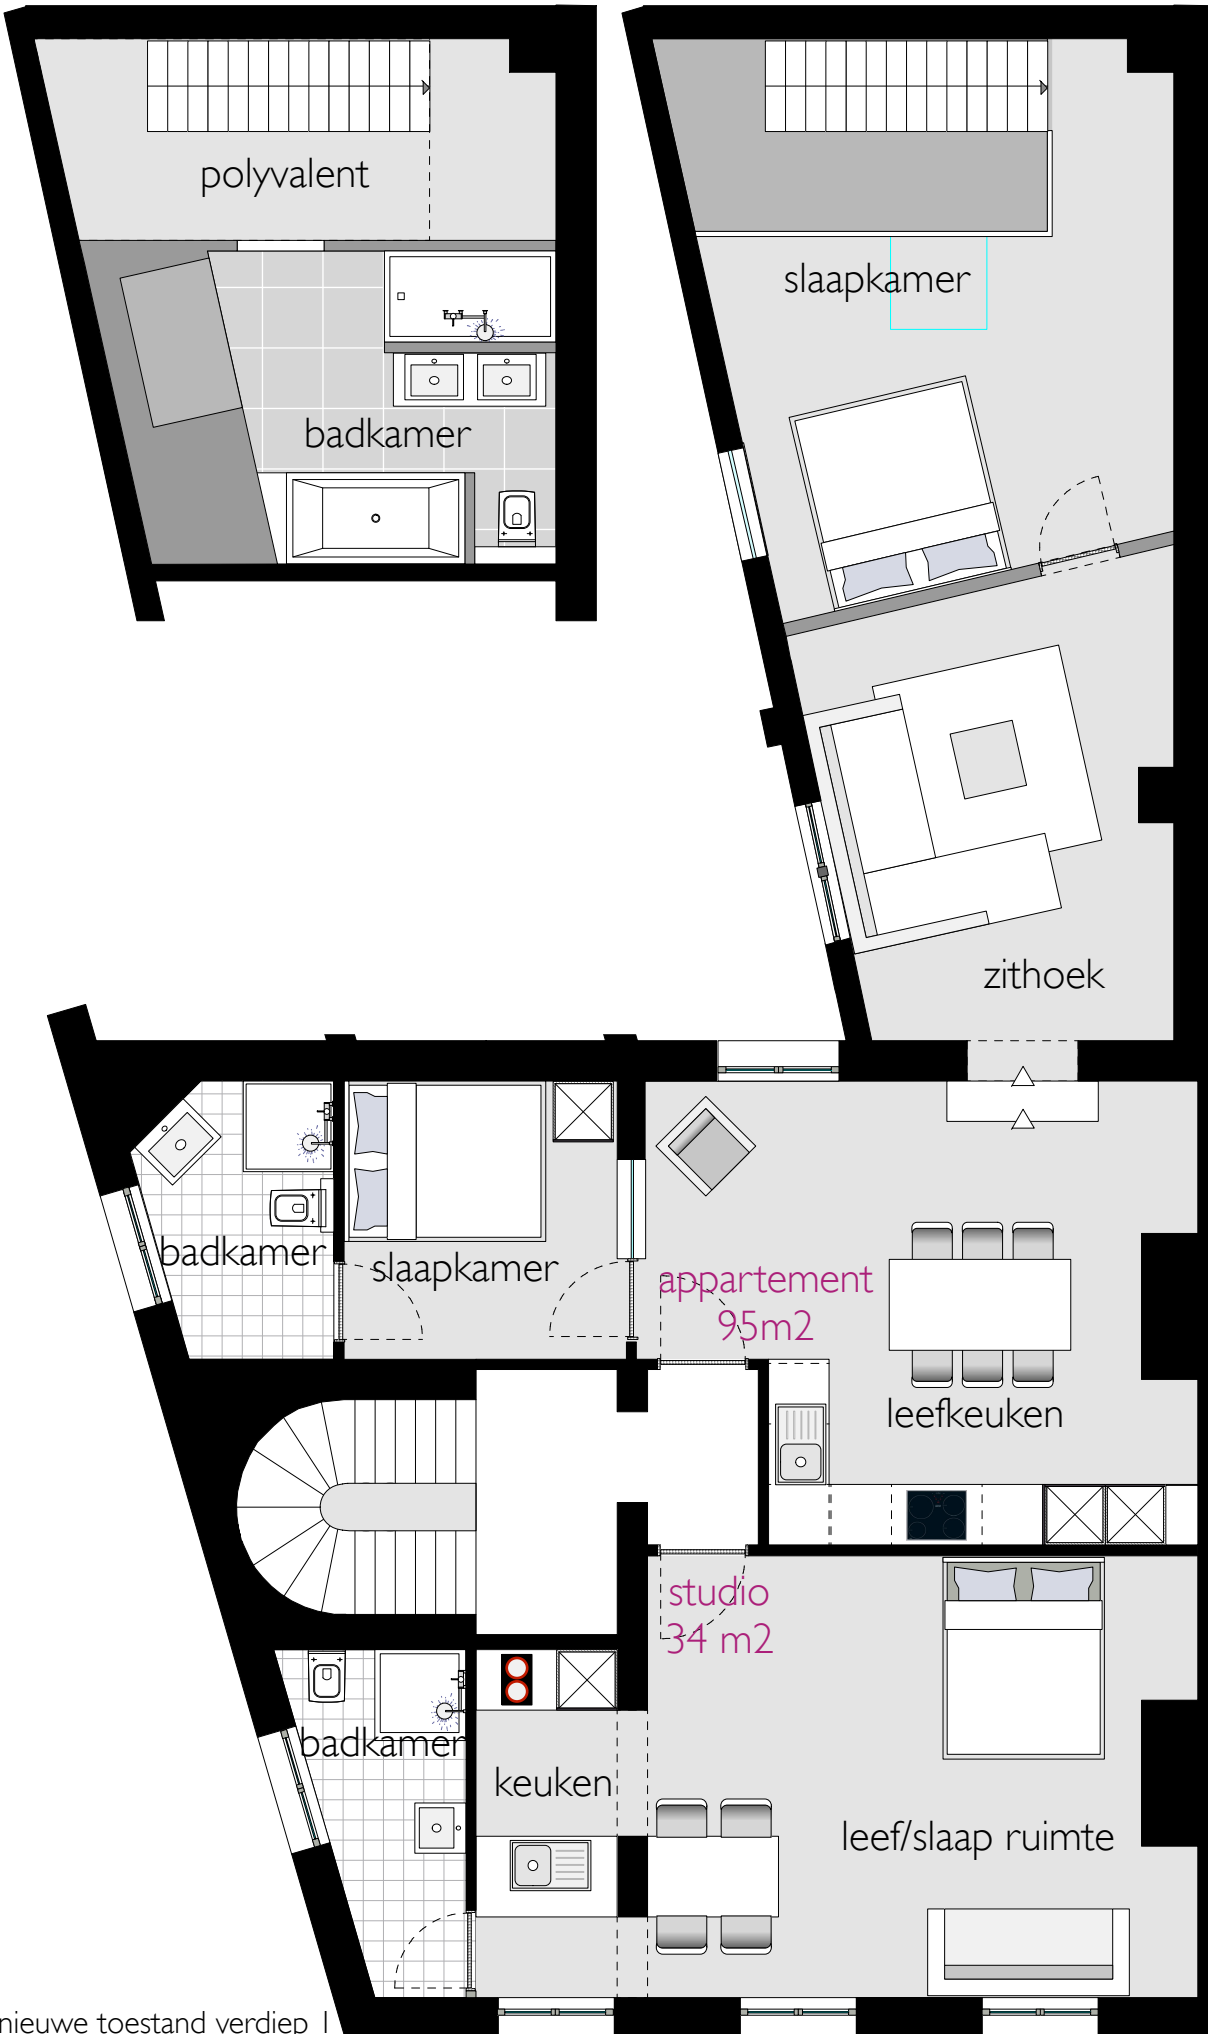 polyvalent
slaapkamer
badkamer
zithoek
badkamer
slaapkamer
appartement
95m2
leefkeuken
studio
34 m2
badkamer
keuken
leef/slaap ruimte
nieuwe toestand verdiep 1